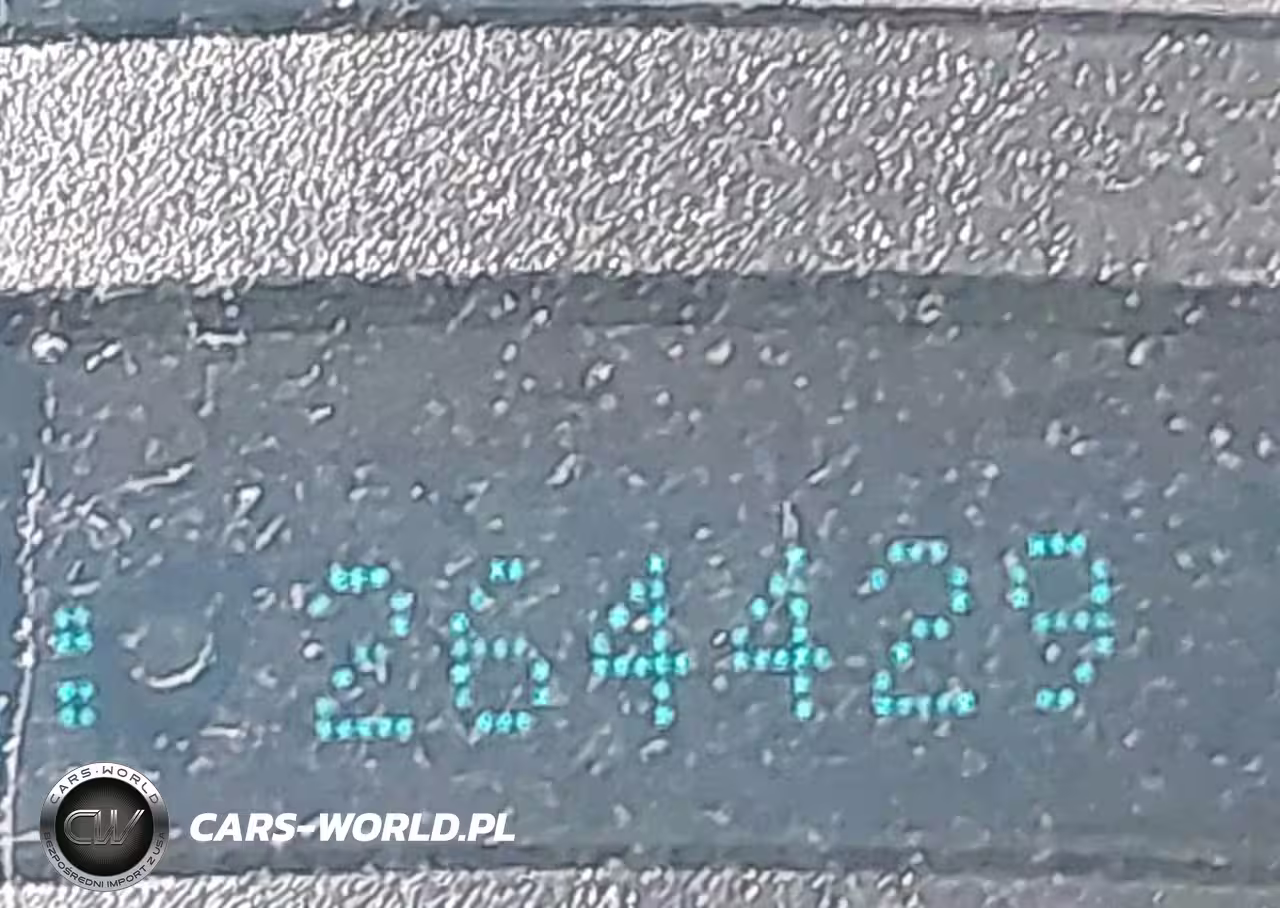 : 264429
CARS-WORLD
CW
BEZPOŚREDNI IMPORT Z USA
CARS-WORLD.PL